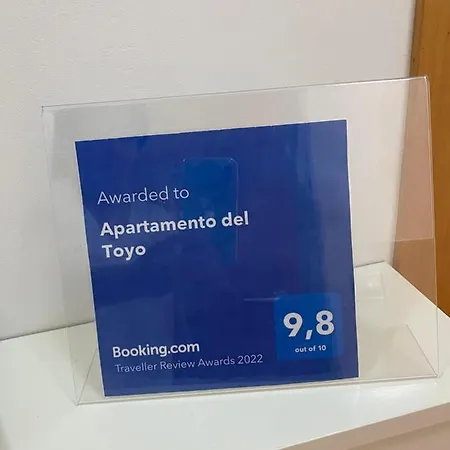 Awarded to
Apartamento del
Toyo
9,8
out of 10
Booking.com
Traveller Review Awards 2022